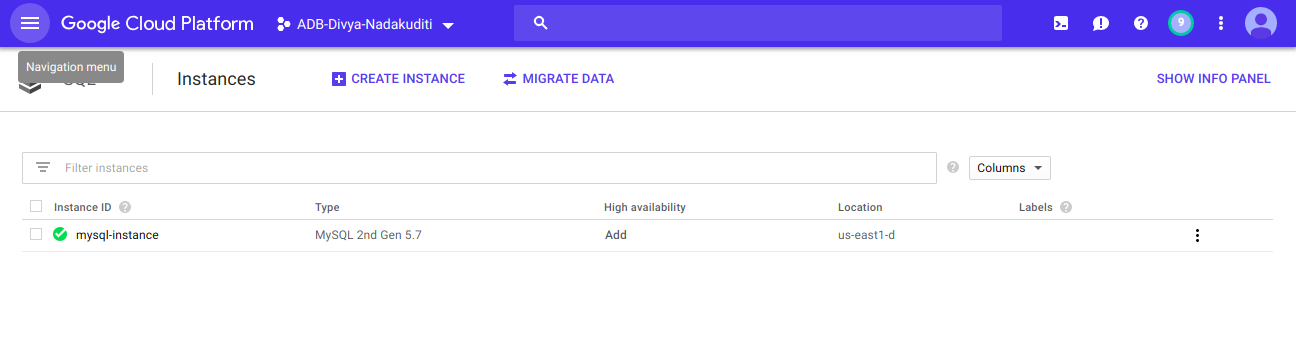 Google Cloud Platform ADB-Divya-Nadakuditi 9
Navigation menu
Instances CREATE INSTANCE MIGRATE DATA SHOW INFO PANEL
Filter instances Columns
Instance ID Type High availability Location Labels
mysql-instance MySQL 2nd Gen 5.7 Add us-east1-d